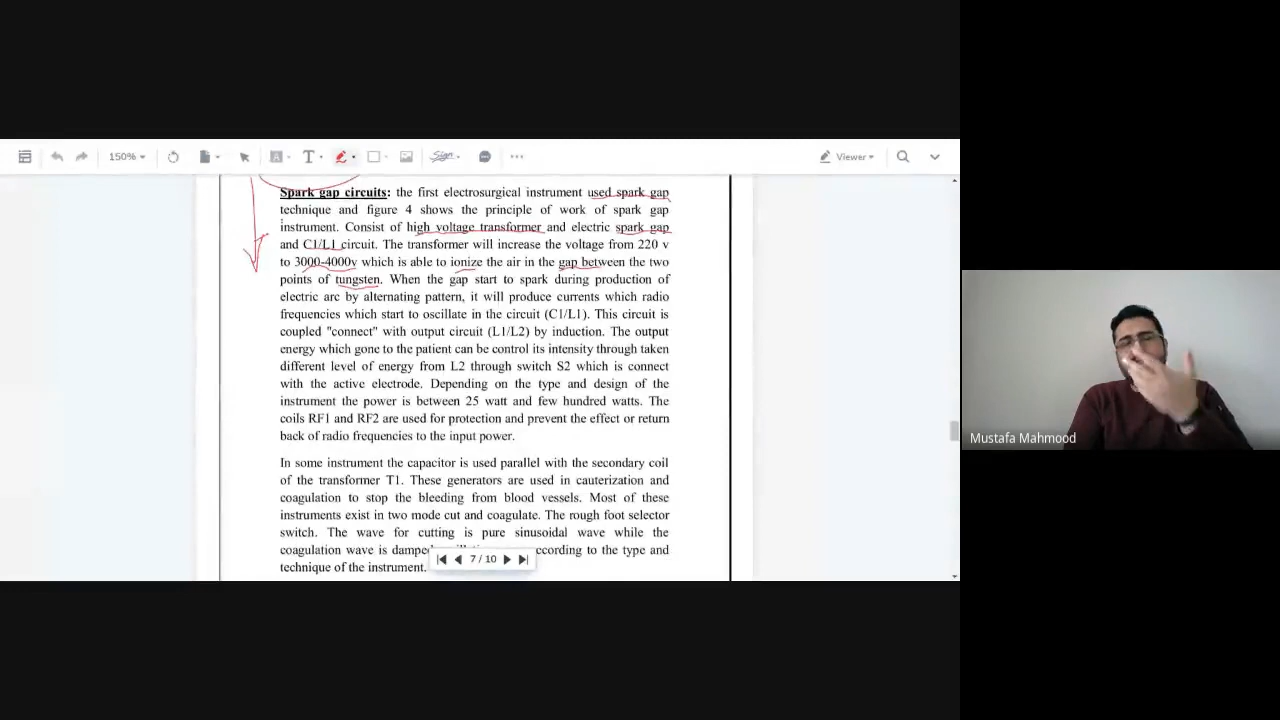 150%
T
Sign
Viewer
Spark gap circuits: the first electrosurgical instrument used spark gap
technique and figure 4 shows the principle of work of spark gap
instrument. Consist of high voltage transformer and electric spark gap
and C1/L1 circuit. The transformer will increase the voltage from 220 v
to 3000-4000v which is able to ionize the air in the gap between the two
points of tungsten. When the gap start to spark during production of
electric arc by alternating pattern, it will produce currents which radio
frequencies which start to oscillate in the circuit (C1/L1). This circuit is
coupled "connect" with output circuit (L1/L2) by induction. The output
energy which gone to the patient can be control its intensity through taken
different level of energy from L2 through switch S2 which is connect
with the active electrode. Depending on the type and design of the
instrument the power is between 25 watt and few hundred watts. The
coils RF1 and RF2 are used for protection and prevent the effect or return
back of radio frequencies to the input power.
In some instrument the capacitor is used parallel with the secondary coil
of the transformer T1. These generators are used in cauterization and
coagulation to stop the bleeding from blood vessels. Most of these
instruments exist in two mode cut and coagulate. The rough foot selector
switch. The wave for cutting is pure sinusoidal wave while the
coagulation wave is damped according to the type and
technique of the instrument.
7 / 10
Mustafa Mahmood